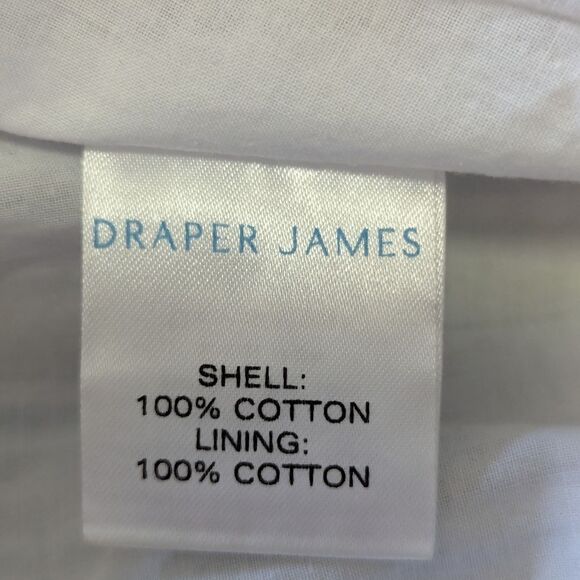 DRAPER JAMES
SHELL:
100% COTTON
LINING:
100% COTTON